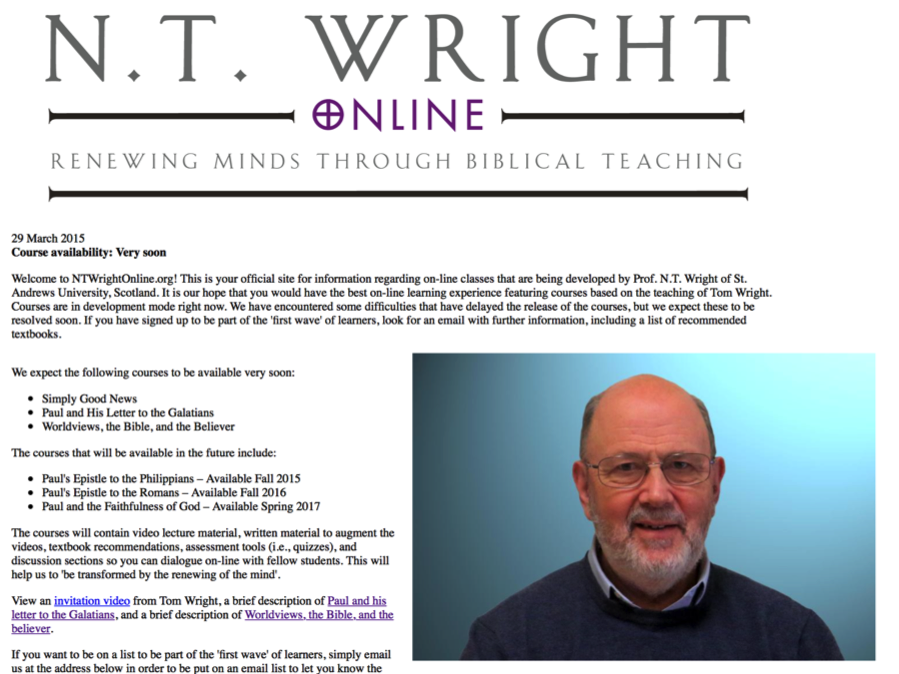 N.T. WRIGHT
ONLINE
RENEWING MINDS THROUGH BIBLICAL TEACHING
29 March 2015
Course availability: Very soon
Welcome to NTWrightOnline.org! This is your official site for information regarding on-line classes that are being developed by Prof. N.T. Wright of St.
Andrews University, Scotland. It is our hope that you would have the best on-line learning experience featuring courses based on the teaching of Tom Wright.
Courses are in development mode right now. We have encountered some difficulties that have delayed the release of the courses, but we expect these to be
resolved soon. If you have signed up to be part of the 'first wave' of learners, look for an email with further information, including a list of recommended
textbooks.
We expect the following courses to be available very soon:
• Simply Good News
• Paul and His Letter to the Galatians
• Worldviews, the Bible, and the Believer
The courses that will be available in the future include:
• Paul's Epistle to the Philippians – Available Fall 2015
• Paul's Epistle to the Romans – Available Fall 2016
• Paul and the Faithfulness of God – Available Spring 2017
The courses will contain video lecture material, written material to augment the
videos, textbook recommendations, assessment tools (i.e., quizzes), and
discussion sections so you can dialogue on-line with fellow students. This will
help us to 'be transformed by the renewing of the mind'.
View an invitation video from Tom Wright, a brief description of Paul and his
letter to the Galatians, and a brief description of Worldviews, the Bible, and the
believer.
If you want to be on a list to be part of the 'first wave' of learners, simply email
us at the address below in order to be put on an email list to let you know the